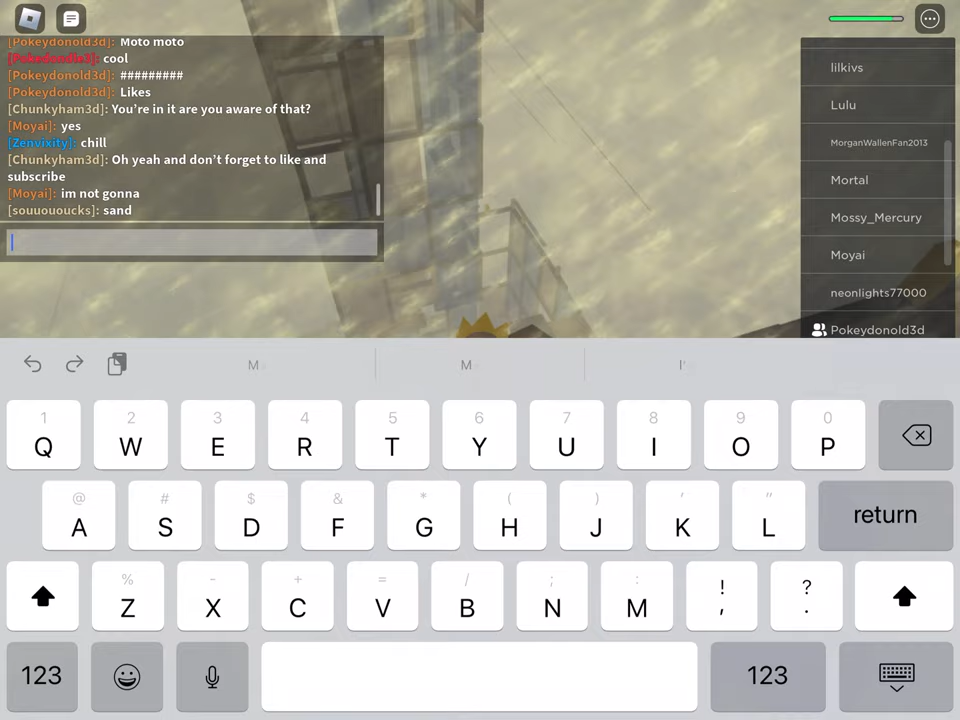 [Pokeydonold3d]: Moto moto
[Pokedondle3]: cool
[Pokeydonold3d]: #########
[Pokeydonold3d]: Likes
[Chunkyham3d]: You're in it are you aware of that?
[Moyai]: yes
[Zenvixity]: chill
[Chunkyham3d]: Oh yeah and don't forget to like and
subscribe
[Moyai]: im not gonna
[souuououcks]: sand
lilkivs
Lulu
MorganWallenFan2013
Mortal
Mossy_Mercury
Moyai
neonlights77000
Pokeydonold3d
M M I'
1 2 3 4 5 6 7 8 9 0
Q W E R T Y U I O P
@ # $ & * ( ) ' "
A S D F G H J K L return
% - + = / ; : ! ?
Z X C V B N M , .
123 123